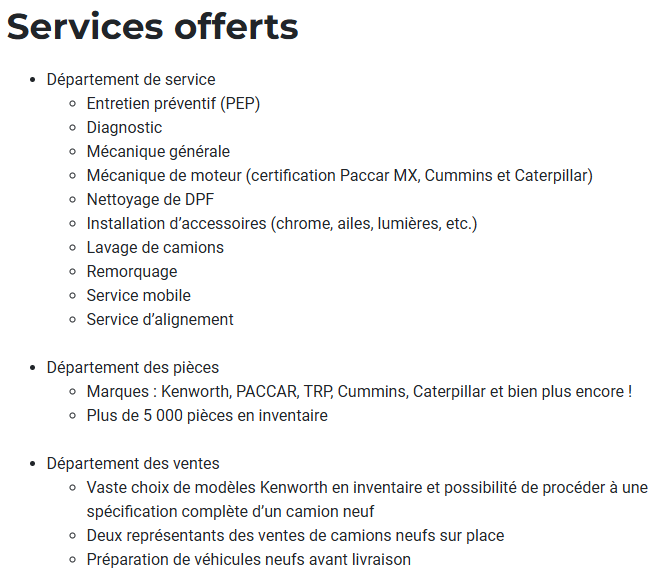 Services offerts
• Département de service
◦ Entretien préventif (PEP)
◦ Diagnostic
◦ Mécanique générale
◦ Mécanique de moteur (certification Paccar MX, Cummins et Caterpillar)
◦ Nettoyage de DPF
◦ Installation d’accessoires (chrome, ailes, lumières, etc.)
◦ Lavage de camions
◦ Remorquage
◦ Service mobile
◦ Service d’alignement
• Département des pièces
◦ Marques : Kenworth, PACCAR, TRP, Cummins, Caterpillar et bien plus encore !
◦ Plus de 5 000 pièces en inventaire
• Département des ventes
◦ Vaste choix de modèles Kenworth en inventaire et possibilité de procéder à une
spécification complète d’un camion neuf
◦ Deux représentants des ventes de camions neufs sur place
◦ Préparation de véhicules neufs avant livraison